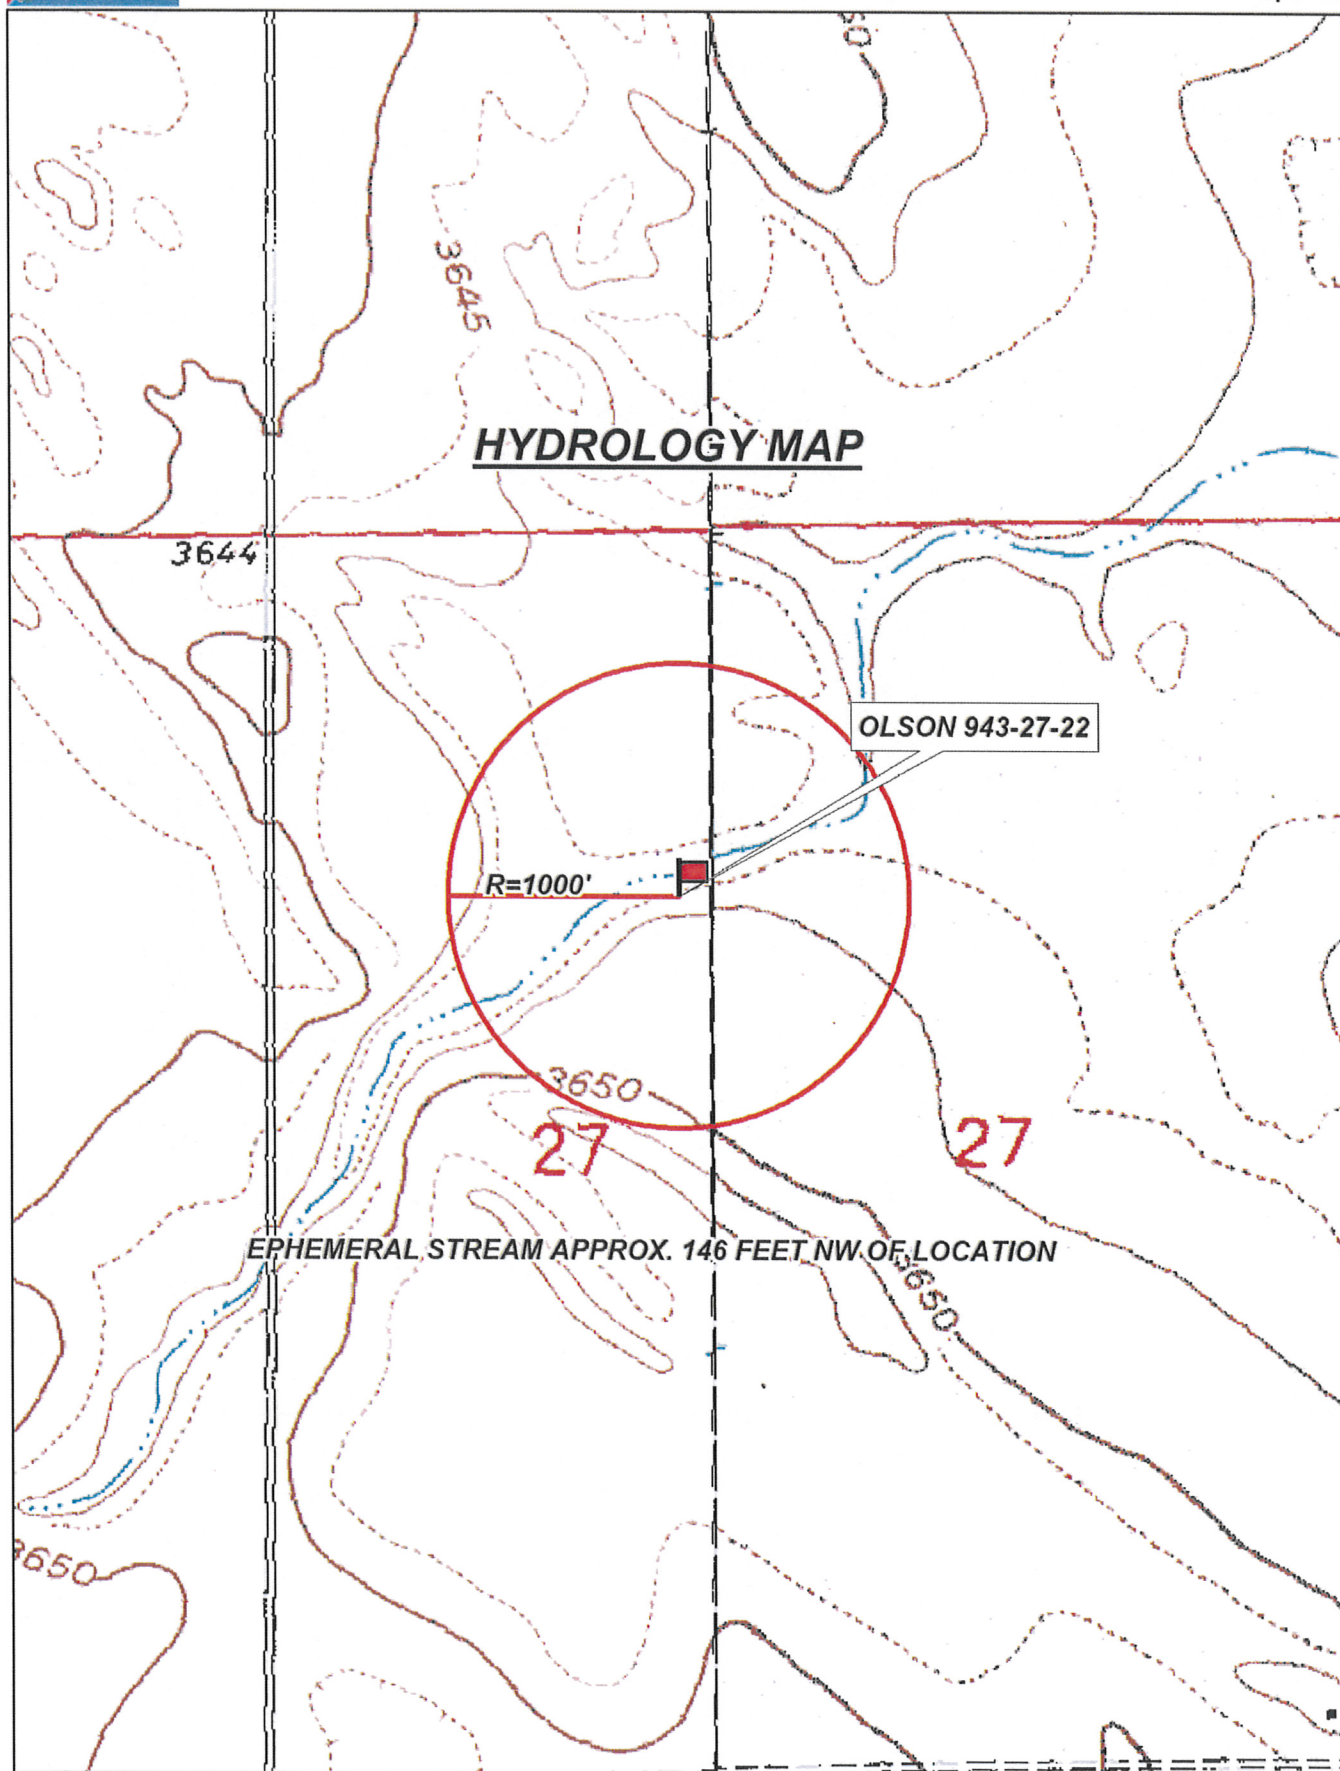 3645
HYDROLOGY MAP
3644
OLSON 943-27-22
R=1000'
3650
27
27
EPHEMERAL STREAM APPROX. 146 FEET NW OF LOCATION
3650
3650